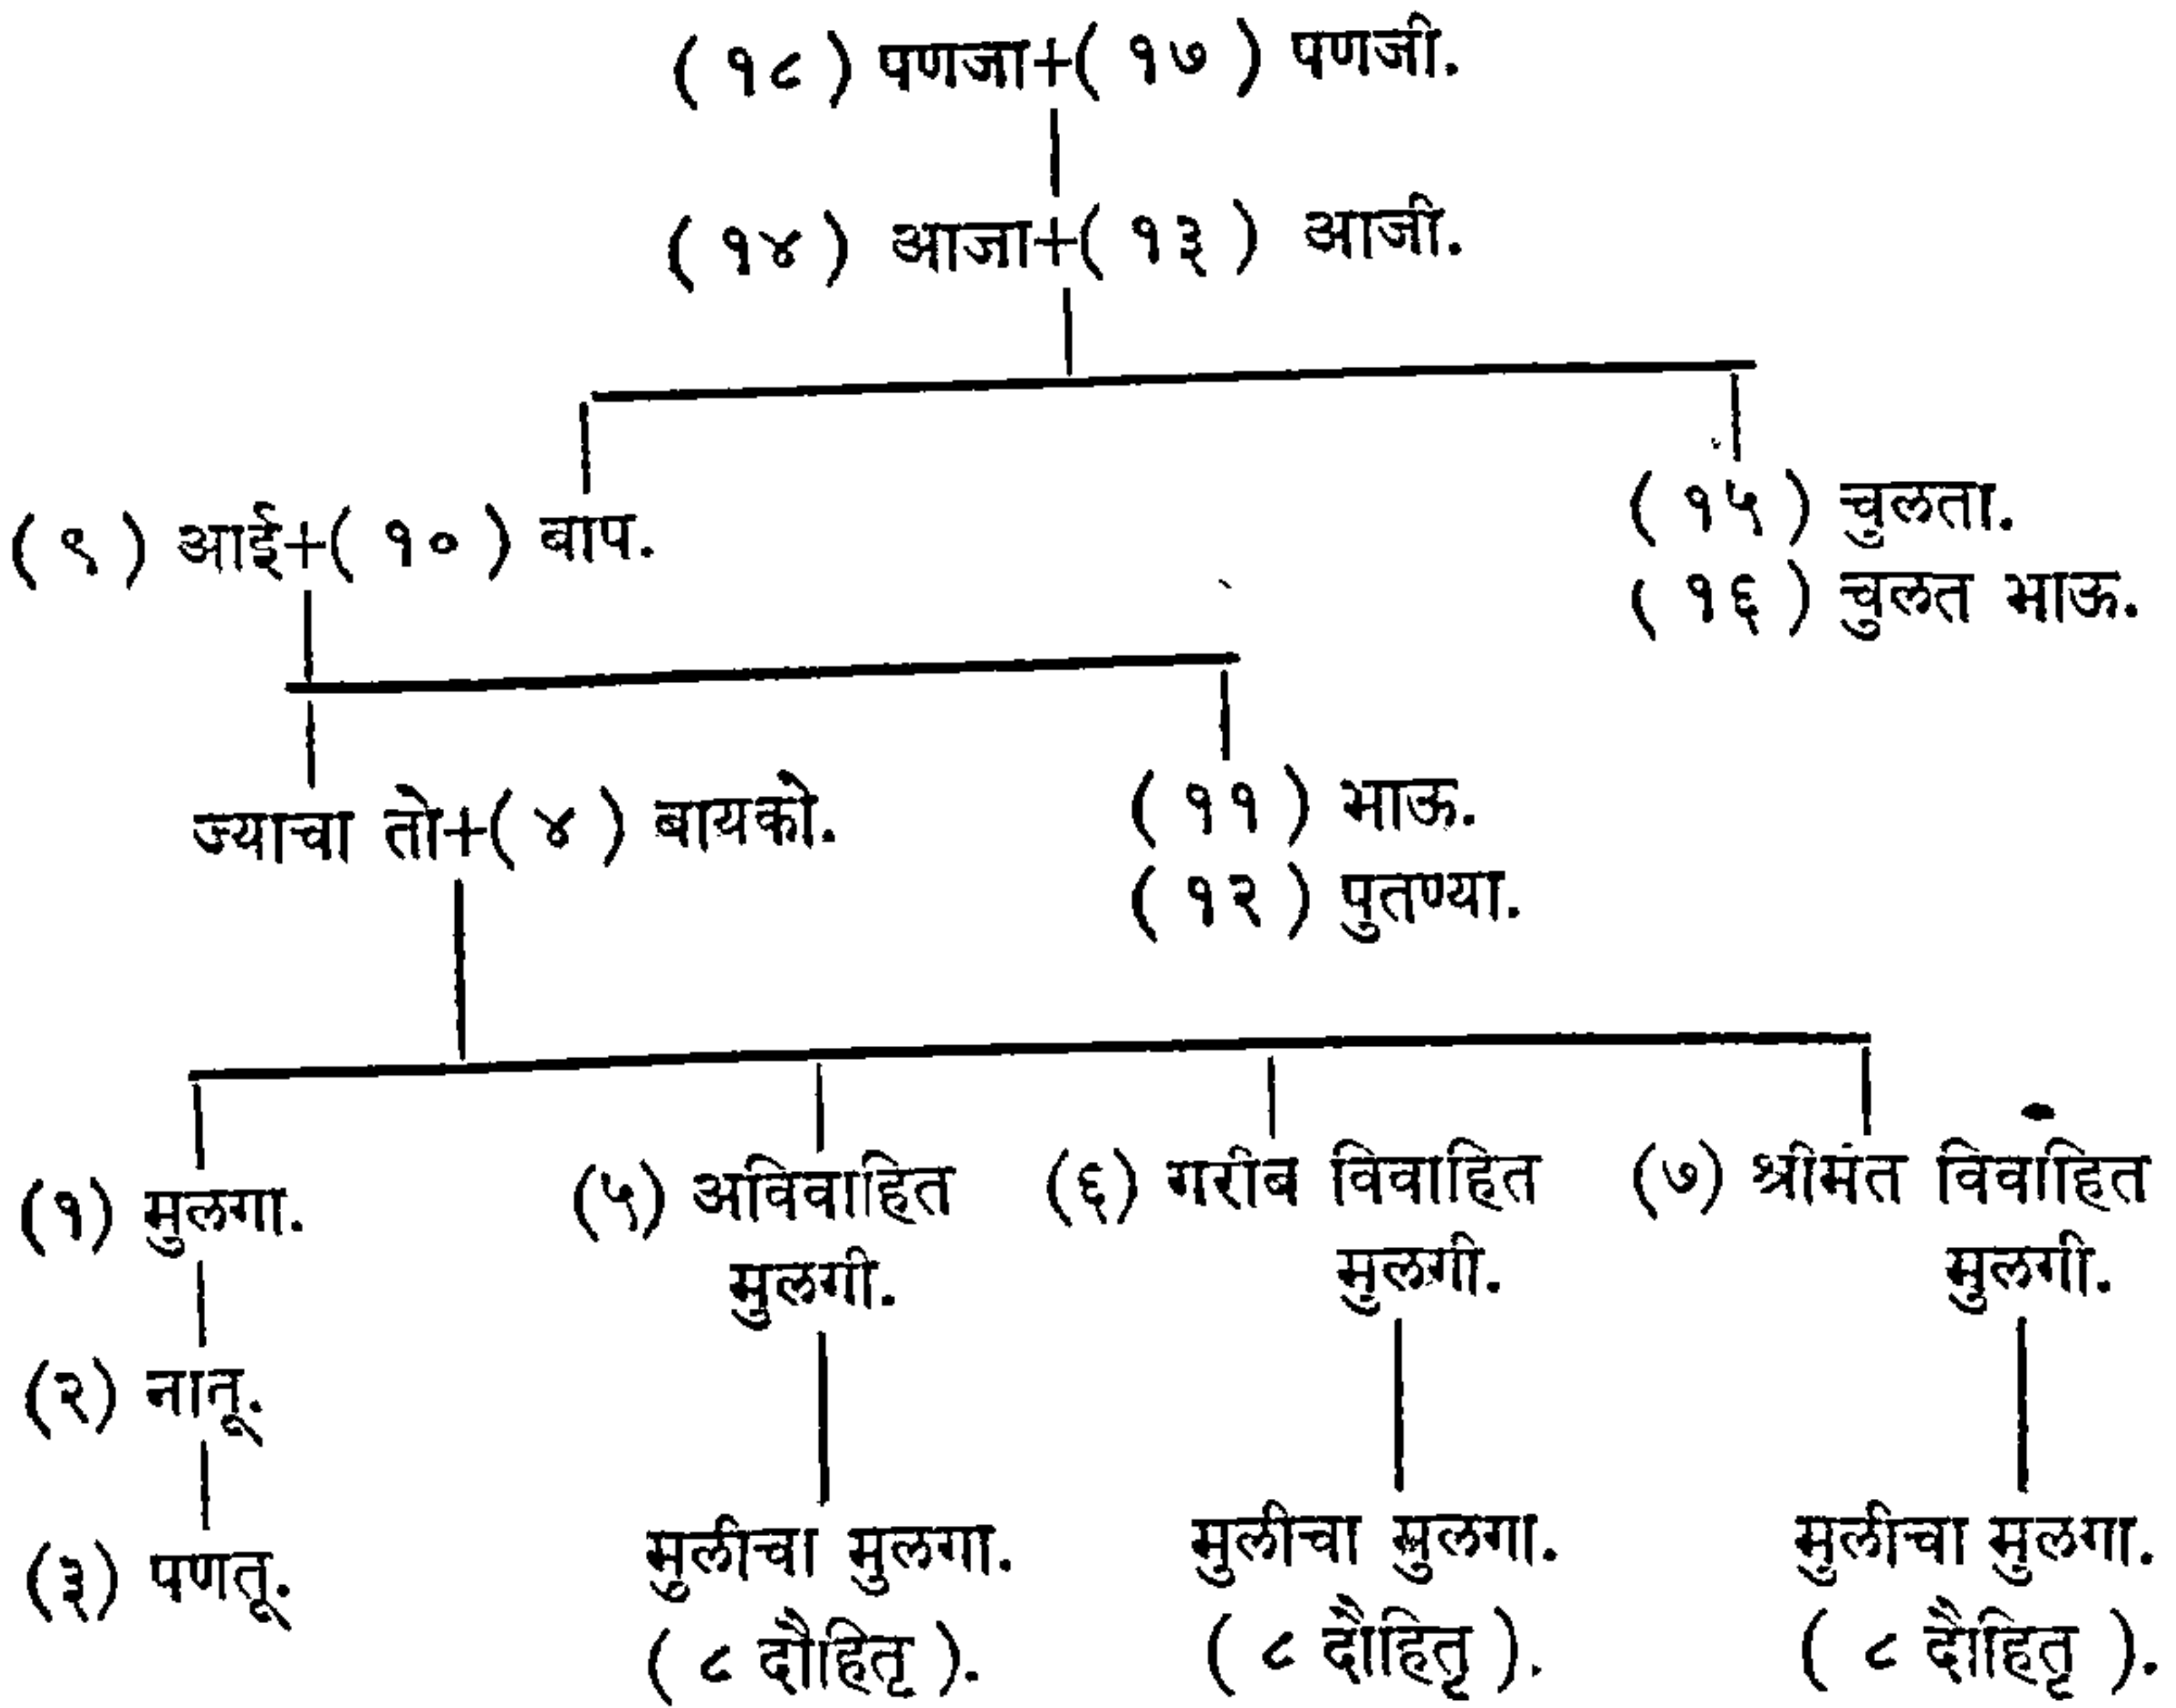 ( १८ ) पणजा+( १७ ) पणजी.
( १४ ) आजा+( १३ ) आजी.
( ९ ) आई+( १० ) बाप.
( १५ ) चुलता.
( १६ ) चुलत भाऊ.
ज्याचा तो+( ४ ) बायको.
( ११ ) भाऊ.
( १२ ) पुतण्या.
(१) मुलगा.
(५) अविवाहित
मुलगी.
(६) गरीब विवाहित
मुलगी.
(७) श्रीमंत विवाहित
मुलगी.
(२) नातू.
(३) पणतू.
मुलीचा मुलगा.
( ८ दौहितृ ).
मुलीचा मुलगा.
( ८ दौहितृ ).
मुलीचा मुलगा.
( ८ दौहितृ ).